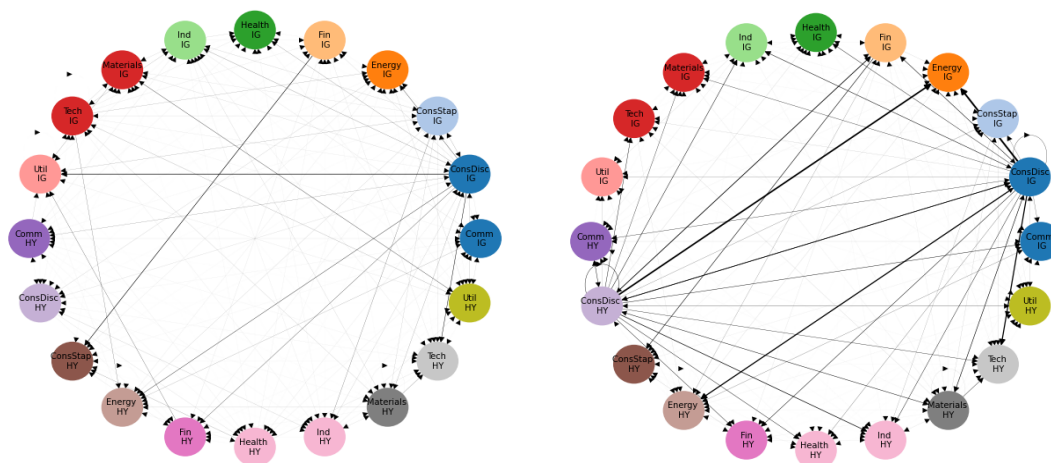 Health
IG
Ind
IG
Fin
IG
Materials
IG
Energy
IG
Tech
IG
ConsStap
IG
Util
IG
ConsDisc
IG
Comm
HY
Comm
IG
ConsDisc
HY
Util
HY
ConsStap
HY
Tech
HY
Energy
HY
Materials
HY
Fin
HY
Ind
HY
Health
HY
Health
IG
Ind
IG
Fin
IG
Materials
IG
Energy
IG
Tech
IG
ConsStap
IG
Util
IG
ConsDisc
IG
Comm
HY
Comm
IG
ConsDisc
HY
Util
HY
ConsStap
HY
Tech
HY
Energy
HY
Materials
HY
Fin
HY
Ind
HY
Health
HY